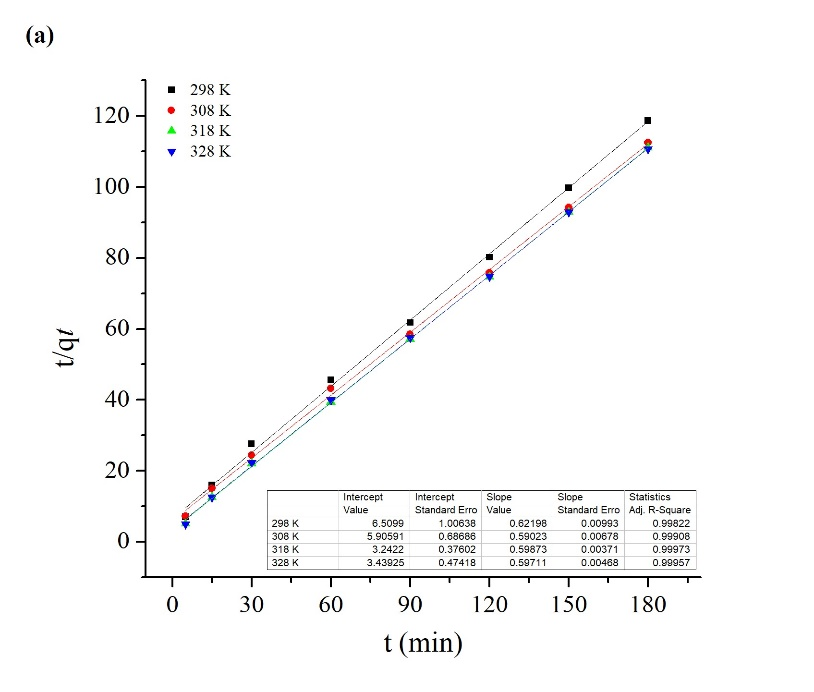 (a)
298 K
308 K
318 K
328 K
120
100
80
60
40
20
0
t/qt
Intercept Intercept Slope Slope Statistics
Value Standard Erro Value Standard Erro Adj. R-Square
298 K 6.5099 1.00638 0.62198 0.00993 0.99822
308 K 5.90591 0.68686 0.59023 0.00678 0.99908
318 K 3.2422 0.37602 0.59873 0.00371 0.99973
328 K 3.43925 0.47418 0.59711 0.00468 0.99957
0 30 60 90 120 150 180
t (min)